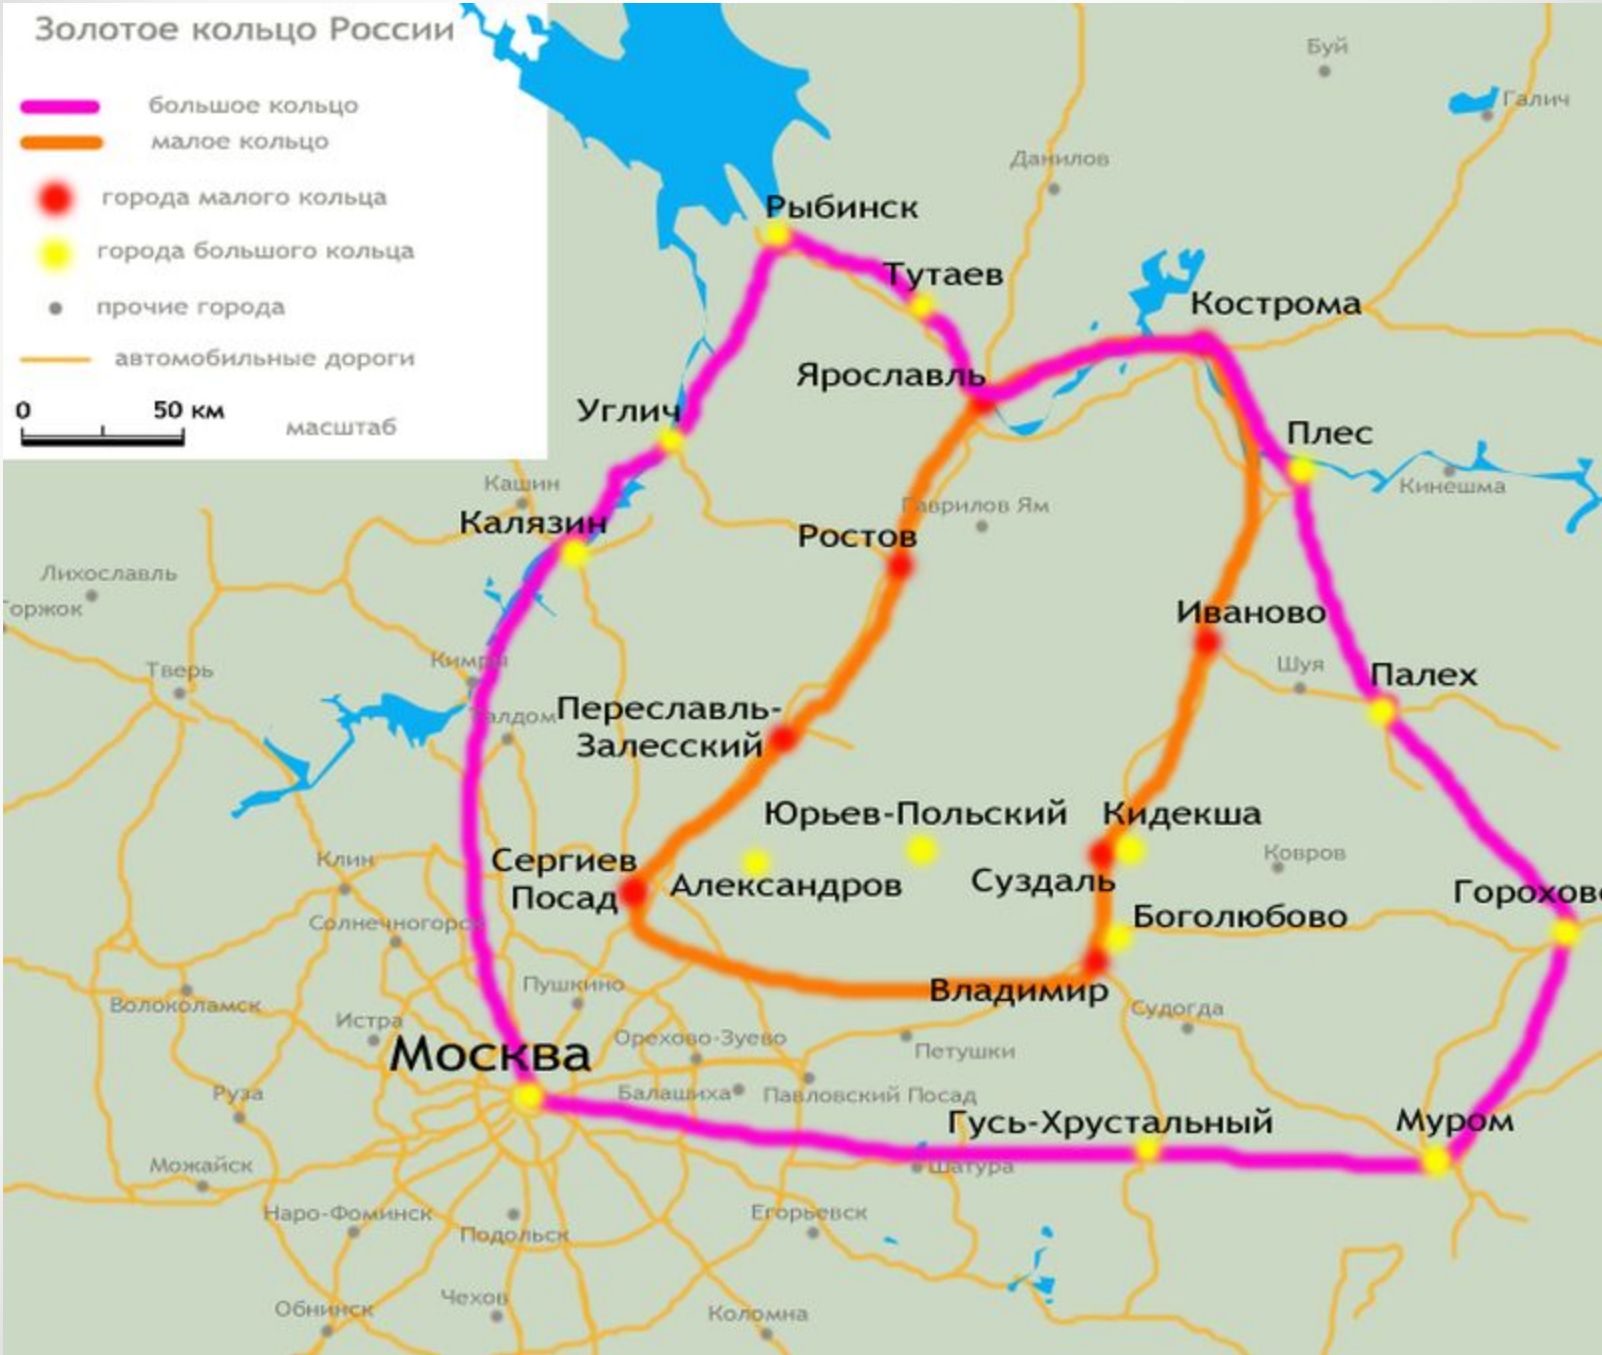 Золотое кольцо России
большое кольцо
малое кольцо
города малого кольца
города большого кольца
прочие города
автомобильные дороги
0 50 км
масштаб
Буй
Галич
Данилов
Рыбинск
Тутаев
Кострома
Ярославль
Углич
Плес
Кинешма
Кашин
Калязин
Гаврилов Ям
Ростов
Лихославль
Торжок
Иваново
Тверь
Кимры
Шуя
Палех
Талдом
Переславль-
Залесский
Юрьев-Польский
Кидекша
Клин
Сергиев
Посад
Александров
Суздаль
Ковров
Горохове
Солнечногорск
Боголюбово
Пушкино
Владимир
Волоколамск
Истра
Судогда
Москва
Орехово-Зуево
Петушки
Руза
Балашиха
Павловский Посад
Гусь-Хрустальный
Муром
Можайск
Шатура
Наро-Фоминск
Подольск
Егорьевск
Обнинск
Чехов
Коломна